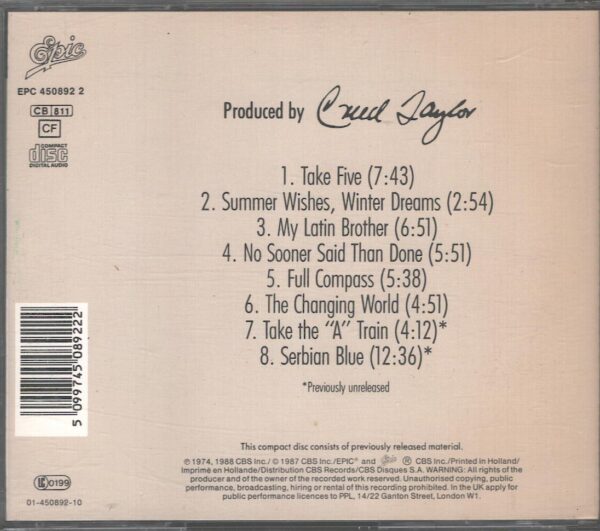 Epic
EPC 450892 2
CB 811
CF
COMPACT
disc
DIGITAL AUDIO
Produced by Creed Taylor
1. Take Five (7:43)
2. Summer Wishes, Winter Dreams (2:54)
3. My Latin Brother (6:51)
4. No Sooner Said Than Done (5:51)
5. Full Compass (5:38)
6. The Changing World (4:51)
7. Take the "A" Train (4:12)*
8. Serbian Blue (12:36)*
*Previously unreleased
5 099745 089222
This compact disc consists of previously released material.
℗ 1974, 1988 CBS Inc./© 1987 CBS Inc./EPIC® and Epic ® CBS Inc./Printed in Holland/
Imprimé en Hollande/Distribution CBS Records/CBS Disques S.A. WARNING: All rights of the
producer and of the owner of the recorded work reserved. Unauthorised copying, public
performance, broadcasting, hiring or rental of this recording prohibited. In the UK apply for
public performance licences to PPL, 14/22 Ganton Street, London W1.
LC 0199
01-450892-10